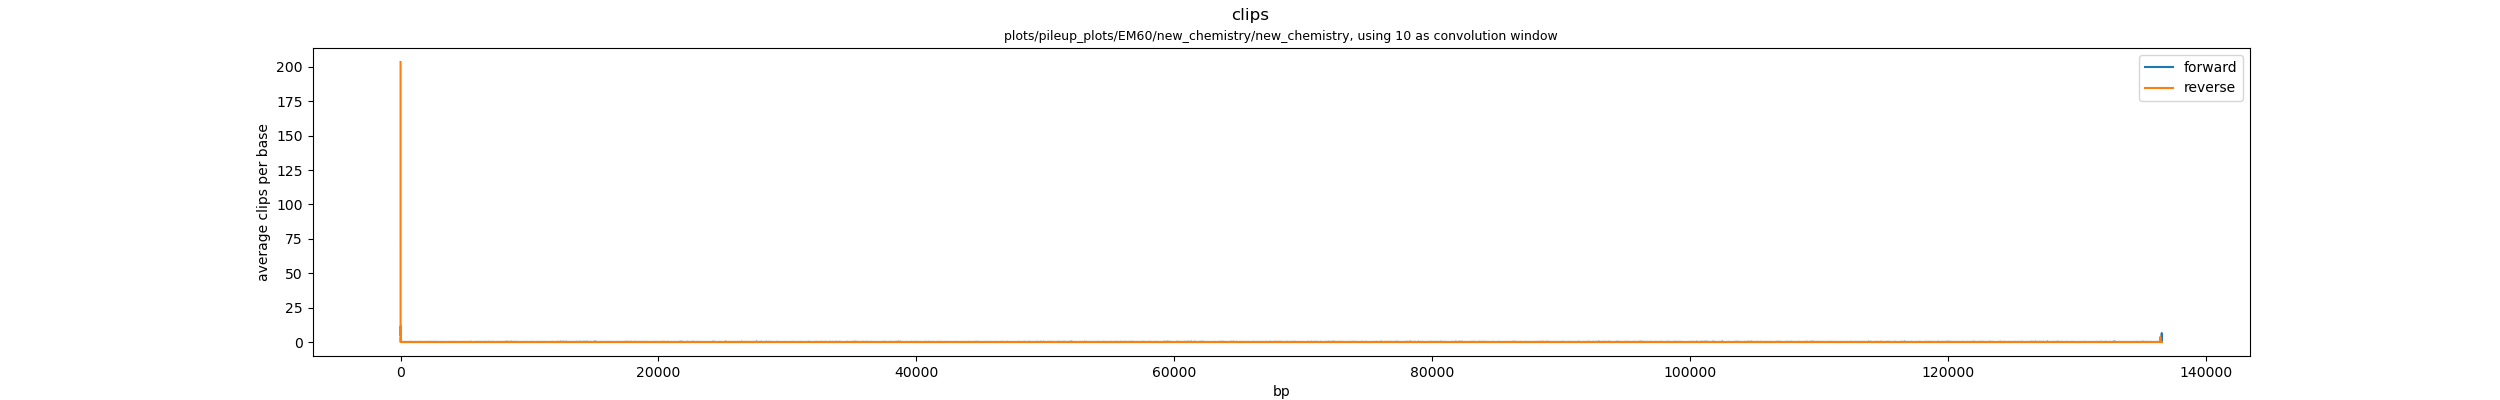 clips
plots/pileup_plots/EM60/new_chemistry/new_chemistry, using 10 as convolution window
forward
reverse
average clips per base
200
175
150
125
100
75
50
25
0
0 20000 40000 60000 80000 100000 120000 140000
bp